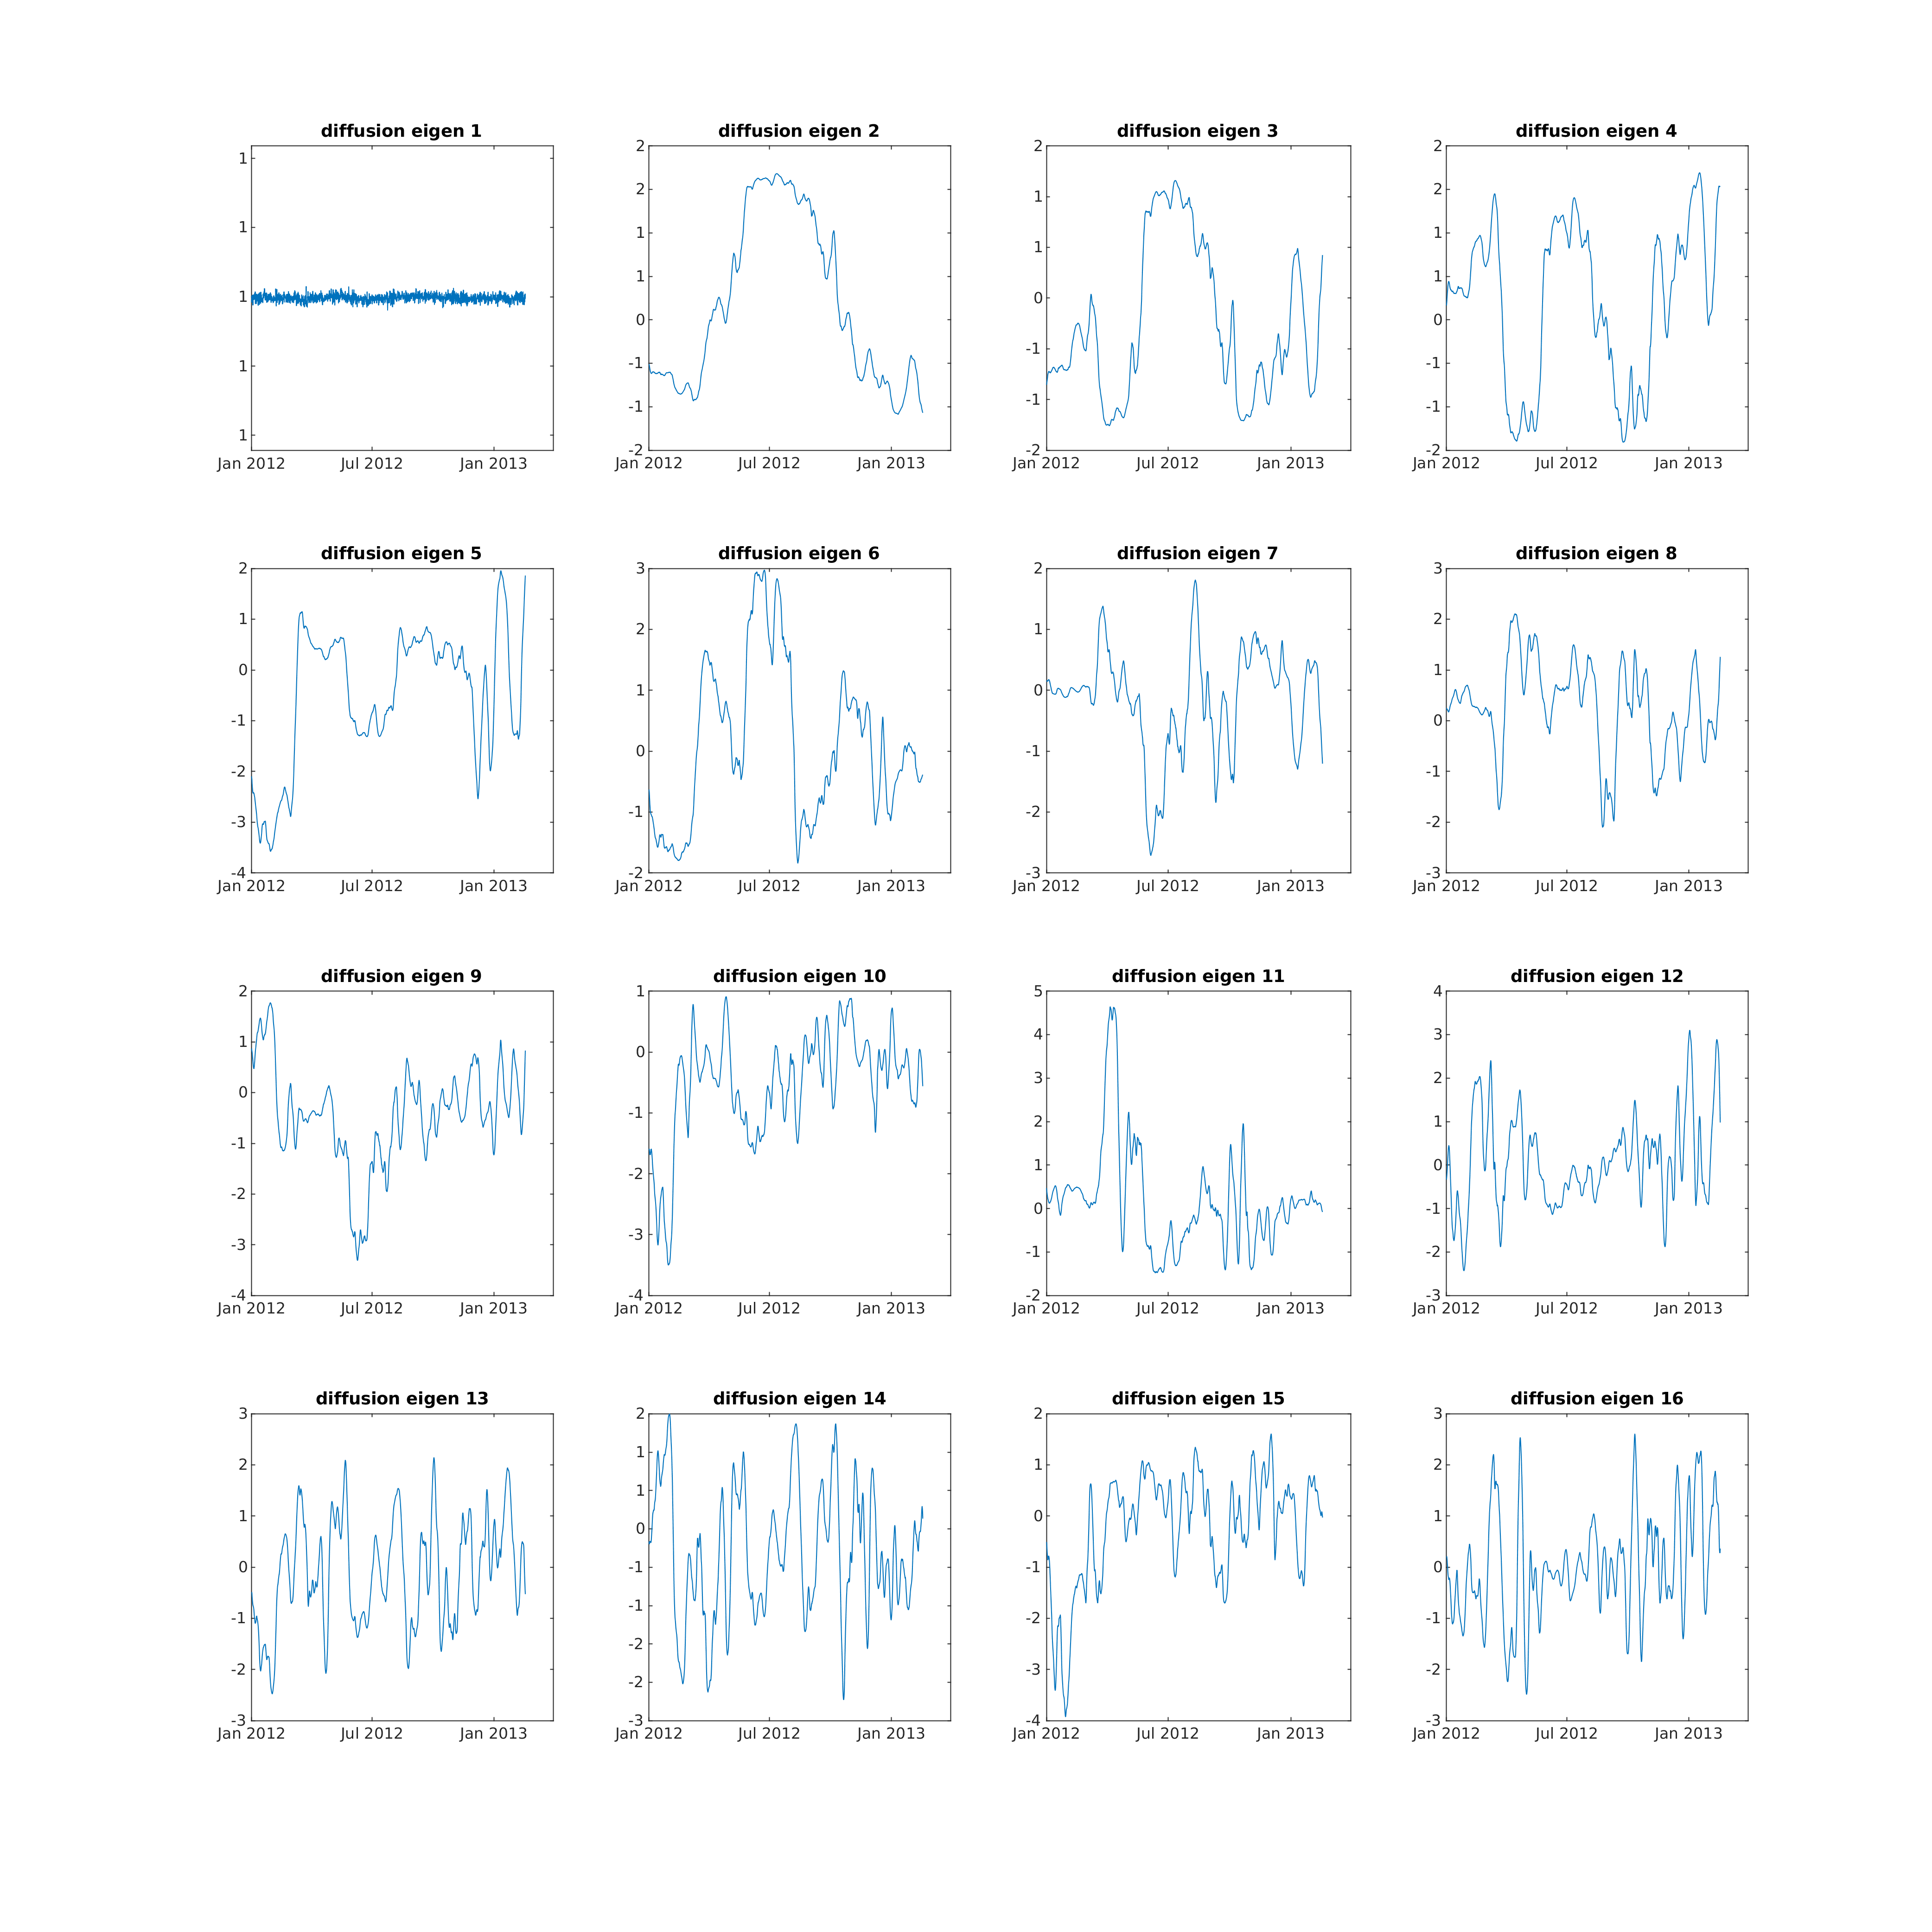 diffusion eigen 1 diffusion eigen 2 diffusion eigen 3 diffusion eigen 4
1 2 2 2
1 2 1 2
1 1 1 1
1 1 0 1
1 0 -1 0
-1 -1 -1
-1 -2 -1
-2 -2
Jan 2012 Jul 2012 Jan 2013 Jan 2012 Jul 2012 Jan 2013 Jan 2012 Jul 2012 Jan 2013 Jan 2012 Jul 2012 Jan 2013
diffusion eigen 5 diffusion eigen 6 diffusion eigen 7 diffusion eigen 8
2 3 2 3
1 2 1 2
0 1 0 1
-1 0 -1 0
-2 -1 -2 -1
-3 -2 -3 -2
-4 -3
Jan 2012 Jul 2012 Jan 2013 Jan 2012 Jul 2012 Jan 2013 Jan 2012 Jul 2012 Jan 2013 Jan 2012 Jul 2012 Jan 2013
diffusion eigen 9 diffusion eigen 10 diffusion eigen 11 diffusion eigen 12
2 1 5 4
1 0 4 3
0 -1 3 2
-1 -2 2 1
-2 -3 1 0
-3 -4 0 -1
-4 -1 -2
-2 -3
Jan 2012 Jul 2012 Jan 2013 Jan 2012 Jul 2012 Jan 2013 Jan 2012 Jul 2012 Jan 2013 Jan 2012 Jul 2012 Jan 2013
diffusion eigen 13 diffusion eigen 14 diffusion eigen 15 diffusion eigen 16
3 2 2 3
2 1 1 2
1 1 0 1
0 0 -1 0
-1 -1 -2 -1
-2 -1 -3 -2
-3 -2 -4 -3
-2
-3
Jan 2012 Jul 2012 Jan 2013 Jan 2012 Jul 2012 Jan 2013 Jan 2012 Jul 2012 Jan 2013 Jan 2012 Jul 2012 Jan 2013